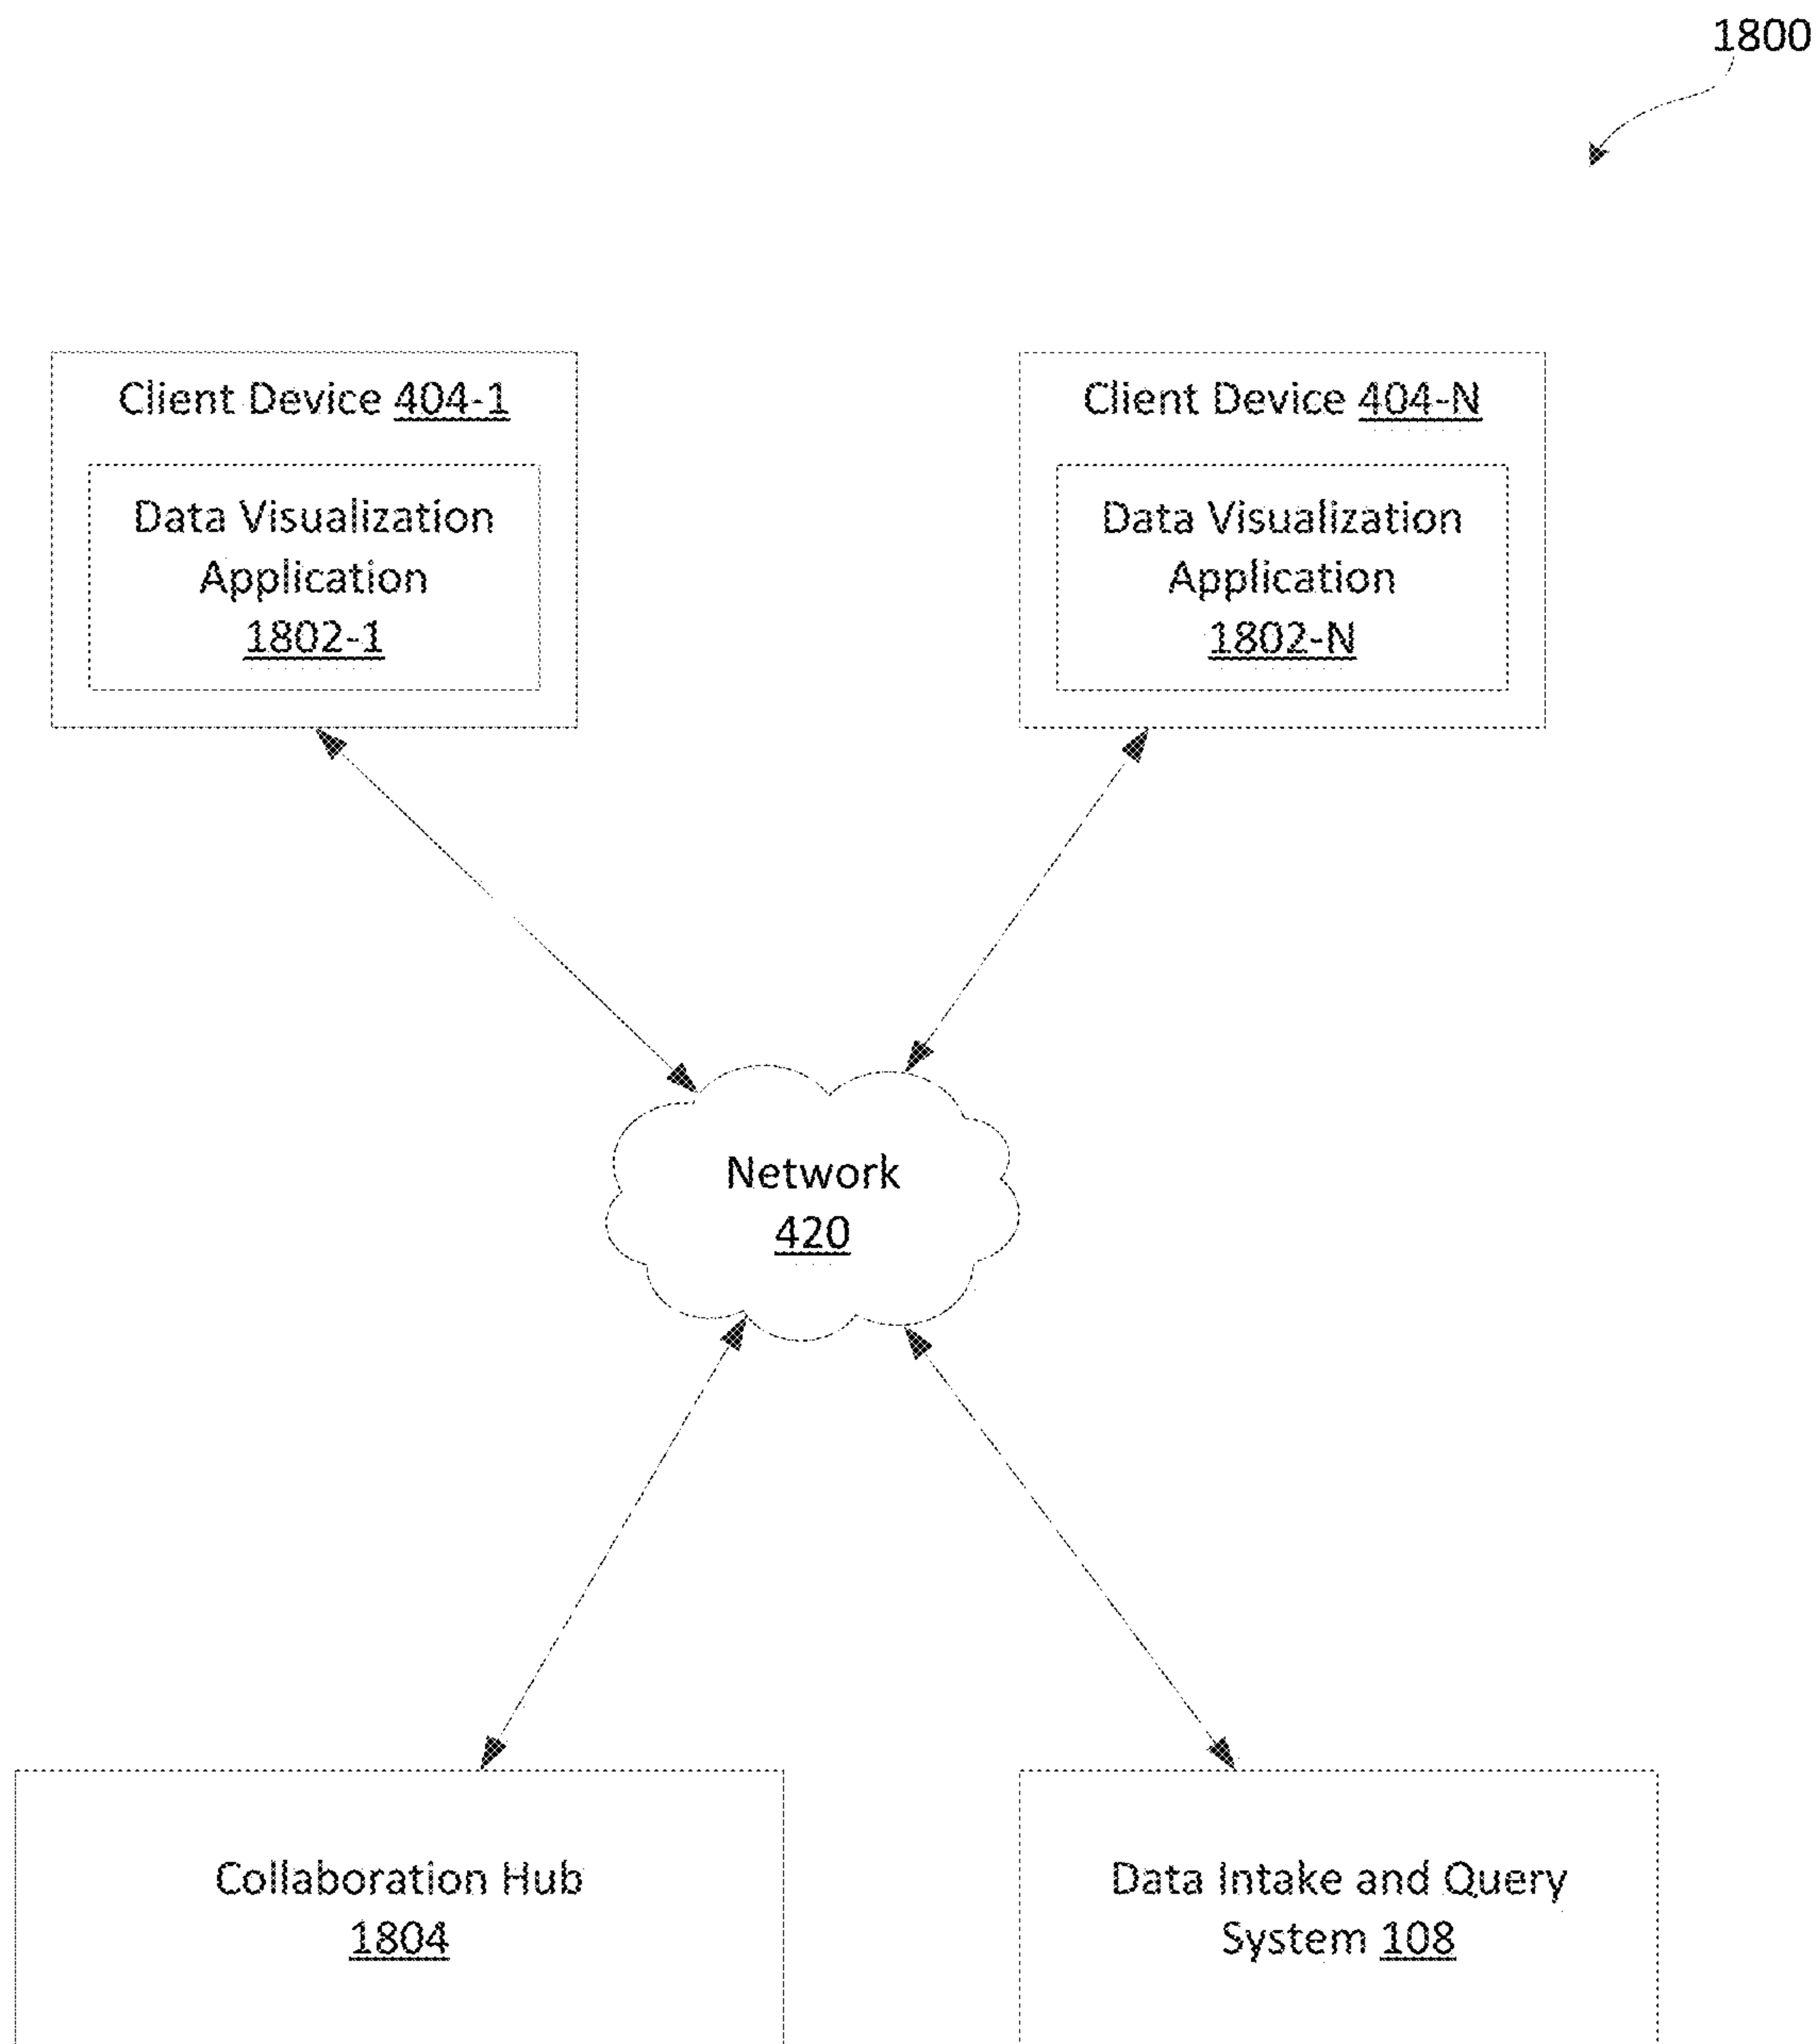 1800
Client Device 404-1
Data Visualization
Application
1802-1
Client Device 404-N
Data Visualization
Application
1802-N
Network
420
Collaboration Hub
1804
Data Intake and Query
System 108